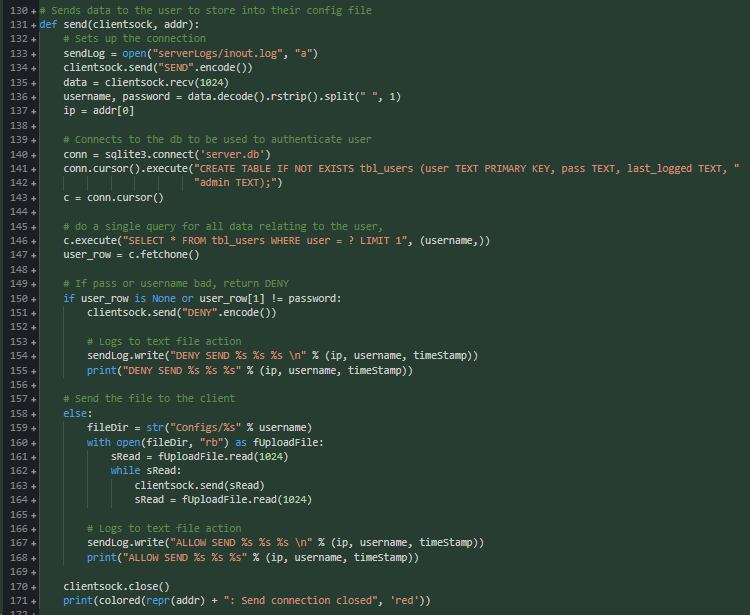 130 + # Sends data to the user to store into their config file
131 + def send(clientsock, addr):
132 + # Sets up the connection
133 + sendLog = open("serverLogs/inout.log", "a")
134 + clientsock.send("SEND".encode())
135 + data = clientsock.recv(1024)
136 + username, password = data.decode().rstrip().split(" ", 1)
137 + ip = addr[0]
138 +
139 + # Connects to the db to be used to authenticate user
140 + conn = sqlite3.connect('server.db')
141 + conn.cursor().execute("CREATE TABLE IF NOT EXISTS tbl_users (user TEXT PRIMARY KEY, pass TEXT, last_logged TEXT, "
142 + "admin TEXT);")
143 + c = conn.cursor()
144 +
145 + # do a single query for all data relating to the user,
146 + c.execute("SELECT * FROM tbl_users WHERE user = ? LIMIT 1", (username,))
147 + user_row = c.fetchone()
148 +
149 + # If pass or username bad, return DENY
150 + if user_row is None or user_row[1] != password:
151 + clientsock.send("DENY".encode())
152 +
153 + # Logs to text file action
154 + sendLog.write("DENY SEND %s %s %s \n" % (ip, username, timeStamp))
155 + print("DENY SEND %s %s %s" % (ip, username, timeStamp))
156 +
157 + # Send the file to the client
158 + else:
159 + fileDir = str("Configs/%s" % username)
160 + with open(fileDir, "rb") as fUploadFile:
161 + sRead = fUploadFile.read(1024)
162 + while sRead:
163 + clientsock.send(sRead)
164 + sRead = fUploadFile.read(1024)
165 +
166 + # Logs to text file action
167 + sendLog.write("ALLOW SEND %s %s %s \n" % (ip, username, timeStamp))
168 + print("ALLOW SEND %s %s %s" % (ip, username, timeStamp))
169 +
170 + clientsock.close()
171 + print(colored(repr(addr) + ": Send connection closed", 'red'))